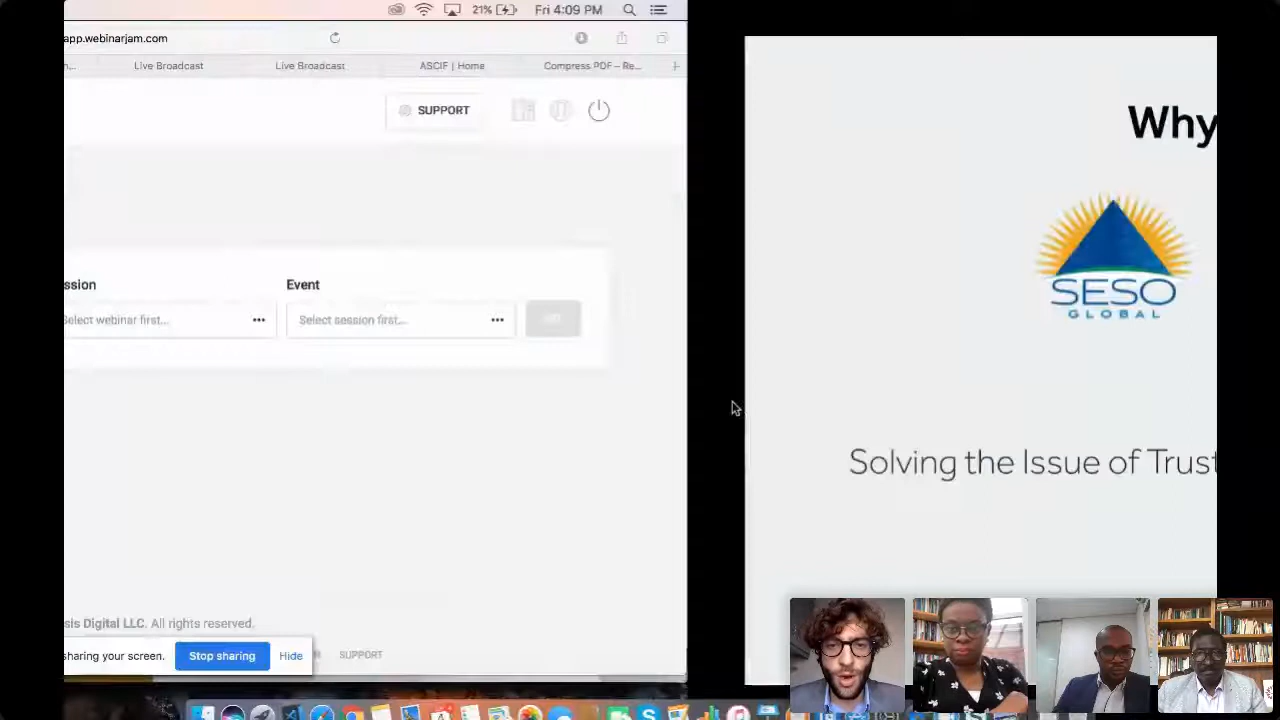 21% Fri 4:09 PM
app.webinarjam.com
h... Live Broadcast Live Broadcast ASCIF | Home Compress PDF – Re...
SUPPORT
ssion Event
Select webinar first... ••• Select session first... •••
sis Digital LLC. All rights reserved.
sharing your screen. Stop sharing Hide
SUPPORT
Why
SESO
GLOBAL
Solving the Issue of Trust